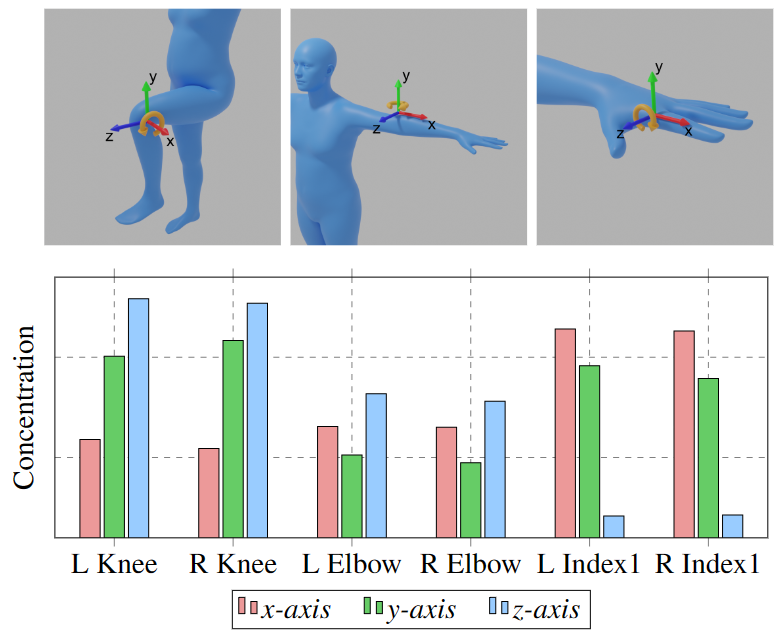 y
z
x
y
z
x
y
z
x
Concentration
L Knee R Knee L Elbow R Elbow L Index1 R Index1
x-axis y-axis z-axis